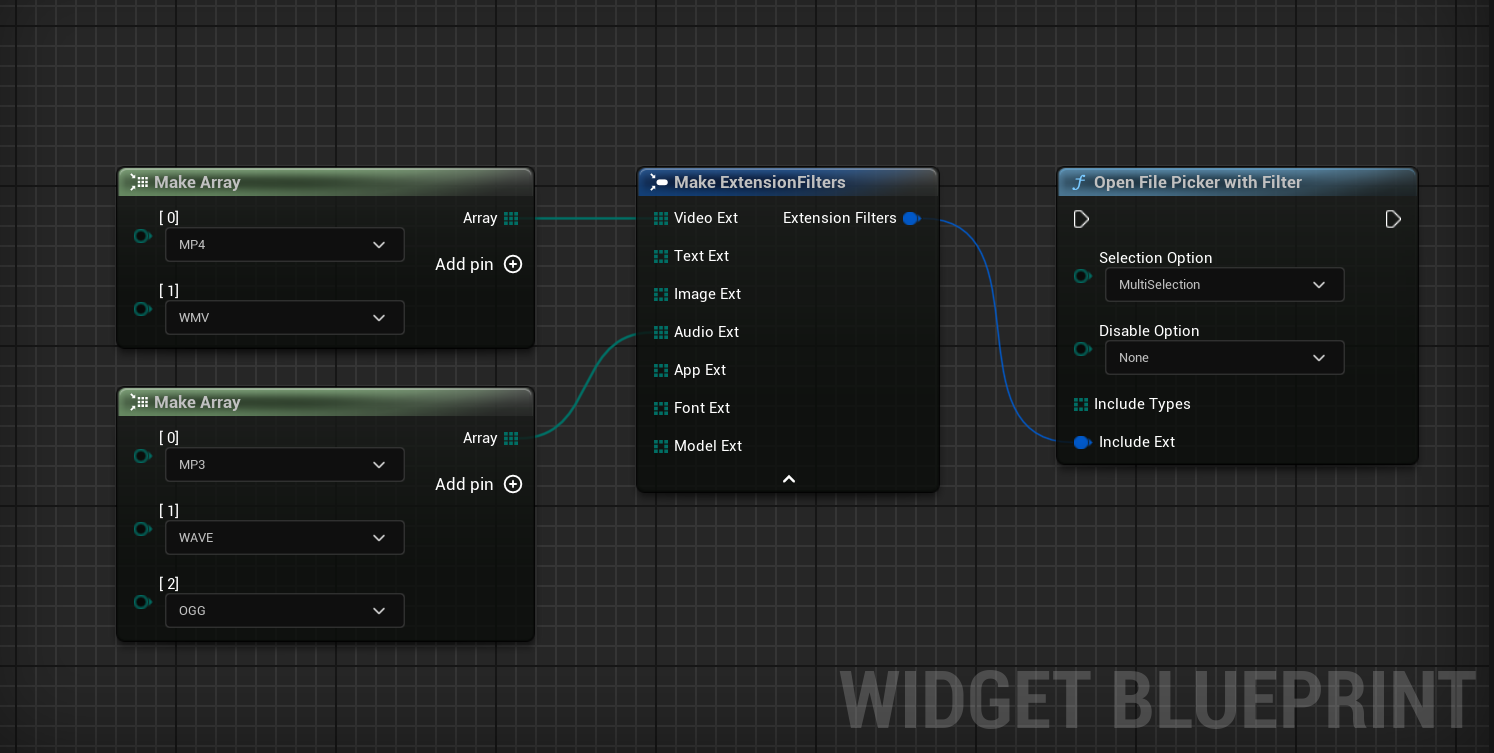 Make Array
[ 0]
MP4
Array
Add pin
[ 1]
WMV
Make Array
[ 0]
MP3
Array
Add pin
[ 1]
WAVE
[ 2]
OGG
Make ExtensionFilters
Video Ext
Extension Filters
Text Ext
Image Ext
Audio Ext
App Ext
Font Ext
Model Ext
Open File Picker with Filter
Selection Option
MultiSelection
Disable Option
None
Include Types
Include Ext
WIDGET BLUEPRINT